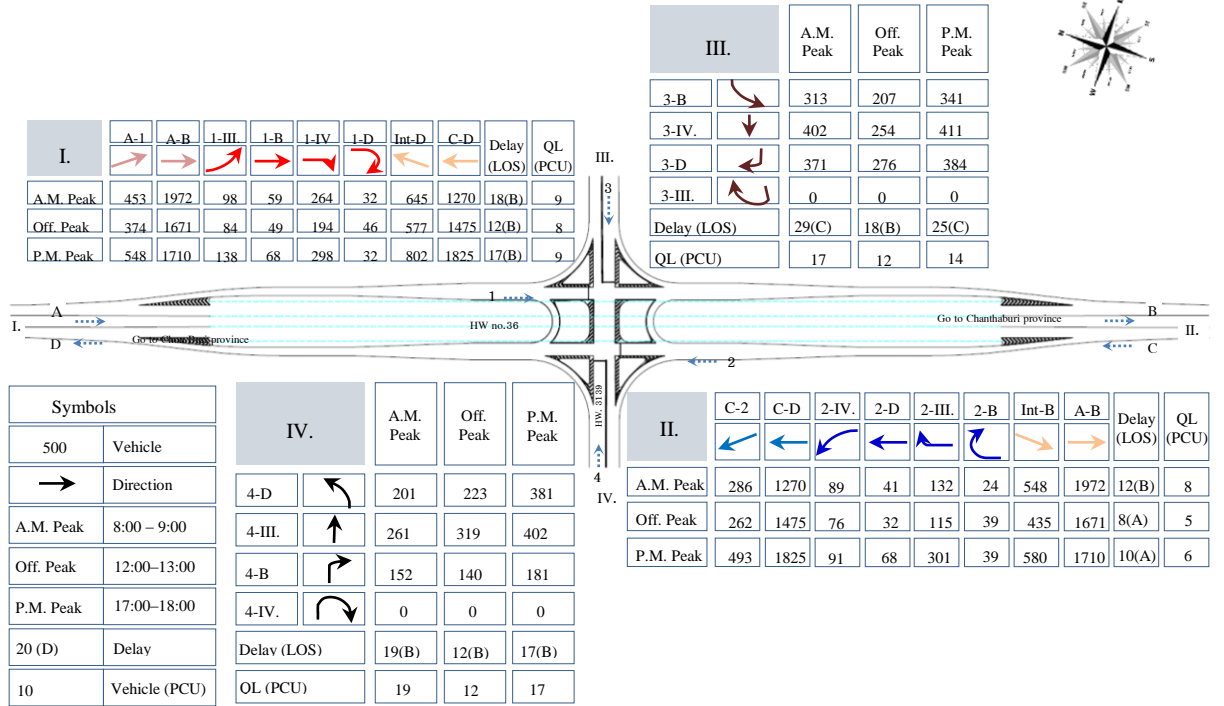 III.
A.M. Peak Off. Peak P.M. Peak
3-B 313 207 341
3-IV. 402 254 411
3-D 371 276 384
3-III. 0 0 0
Delay (LOS) 29(C) 18(B) 25(C)
QL (PCU) 17 12 14
I.
A-1 A-B 1-III 1-B 1-IV 1-D Int-D C-D Delay (LOS) QL (PCU)
A.M. Peak 453 1972 98 59 264 32 645 1270 18(B) 9
Off. Peak 374 1671 84 49 194 46 577 1475 12(B) 8
P.M. Peak 548 1710 138 68 298 32 802 1825 17(B) 9
III.
3
1
A
I.
D
Go to province
HW no.36
Go to Chanthaburi province
B
II.
C
2
HW. 3139
4
IV.
Symbols
500 Vehicle
Direction
A.M. Peak 8:00 – 9:00
Off. Peak 12:00–13:00
P.M. Peak 17:00–18:00
20 (D) Delay
10 Vehicle (PCU)
IV.
A.M. Peak Off. Peak P.M. Peak
4-D 201 223 381
4-III. 261 319 402
4-B 152 140 181
4-IV. 0 0 0
Delay (LOS) 19(B) 12(B) 17(B)
QL (PCU) 19 12 17
II.
C-2 C-D 2-IV. 2-D 2-III. 2-B Int-B A-B Delay (LOS) QL (PCU)
A.M. Peak 286 1270 89 41 132 24 548 1972 12(B) 8
Off. Peak 262 1475 76 32 115 39 435 1671 8(A) 5
P.M. Peak 493 1825 91 68 301 39 580 1710 10(A) 6